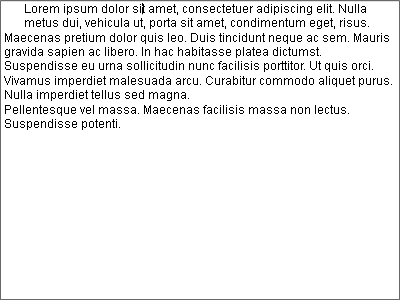 Lorem ipsum dolor sit amet, consectetuer adipiscing elit. Nulla
metus dui, vehicula ut, porta sit amet, condimentum eget, risus.
Maecenas pretium dolor quis leo. Duis tincidunt neque ac sem. Mauris
gravida sapien ac libero. In hac habitasse platea dictumst.
Suspendisse eu urna sollicitudin nunc facilisis porttitor. Ut quis orci.
Vivamus imperdiet malesuada arcu. Curabitur commodo aliquet purus.
Nulla imperdiet tellus sed magna.
Pellentesque vel massa. Maecenas facilisis massa non lectus.
Suspendisse potenti.